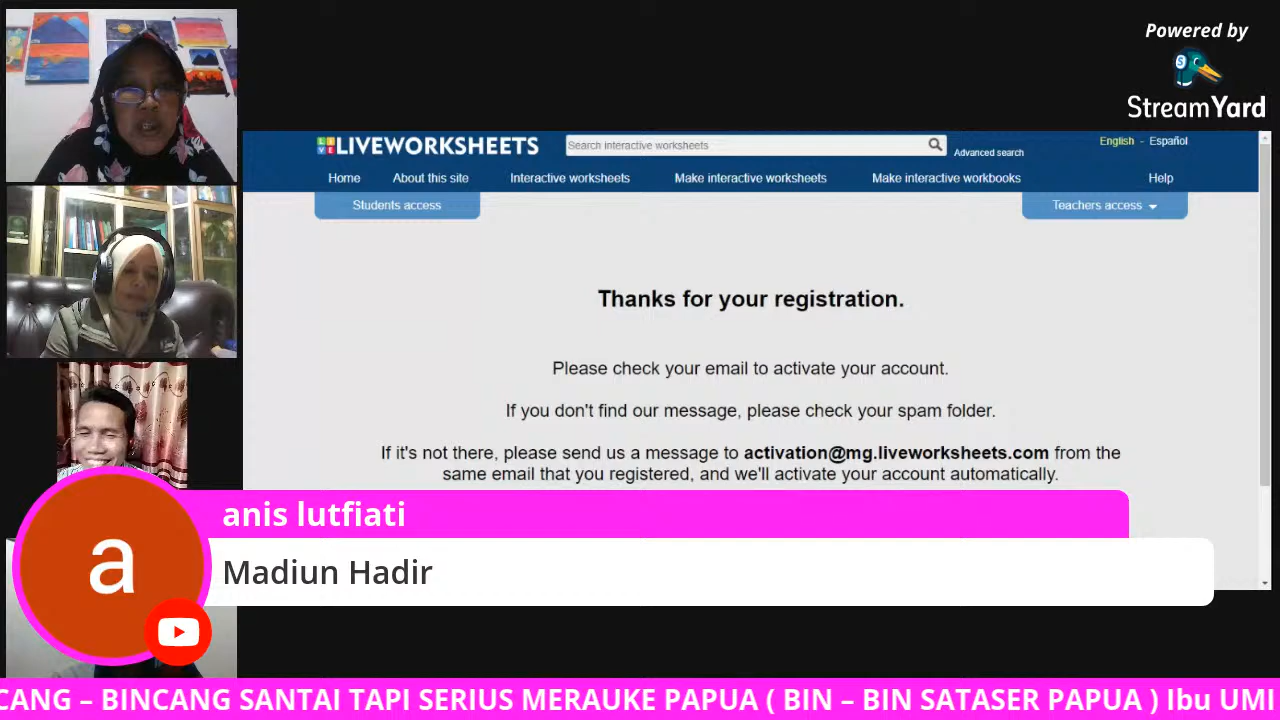 Powered by
StreamYard
LIVEWORKSHEETS
Search interactive worksheets
Advanced search
English - Español
Home
About this site
Interactive worksheets
Make interactive worksheets
Make interactive workbooks
Help
Students access
Teachers access
Thanks for your registration.
Please check your email to activate your account.
If you don't find our message, please check your spam folder.
If it's not there, please send us a message to activation@mg.liveworksheets.com from the
same email that you registered, and we'll activate your account automatically.
anis lutfiati
a
Madiun Hadir
CANG – BINCANG SANTAI TAPI SERIUS MERAUKE PAPUA ( BIN – BIN SATASER PAPUA ) Ibu UMI